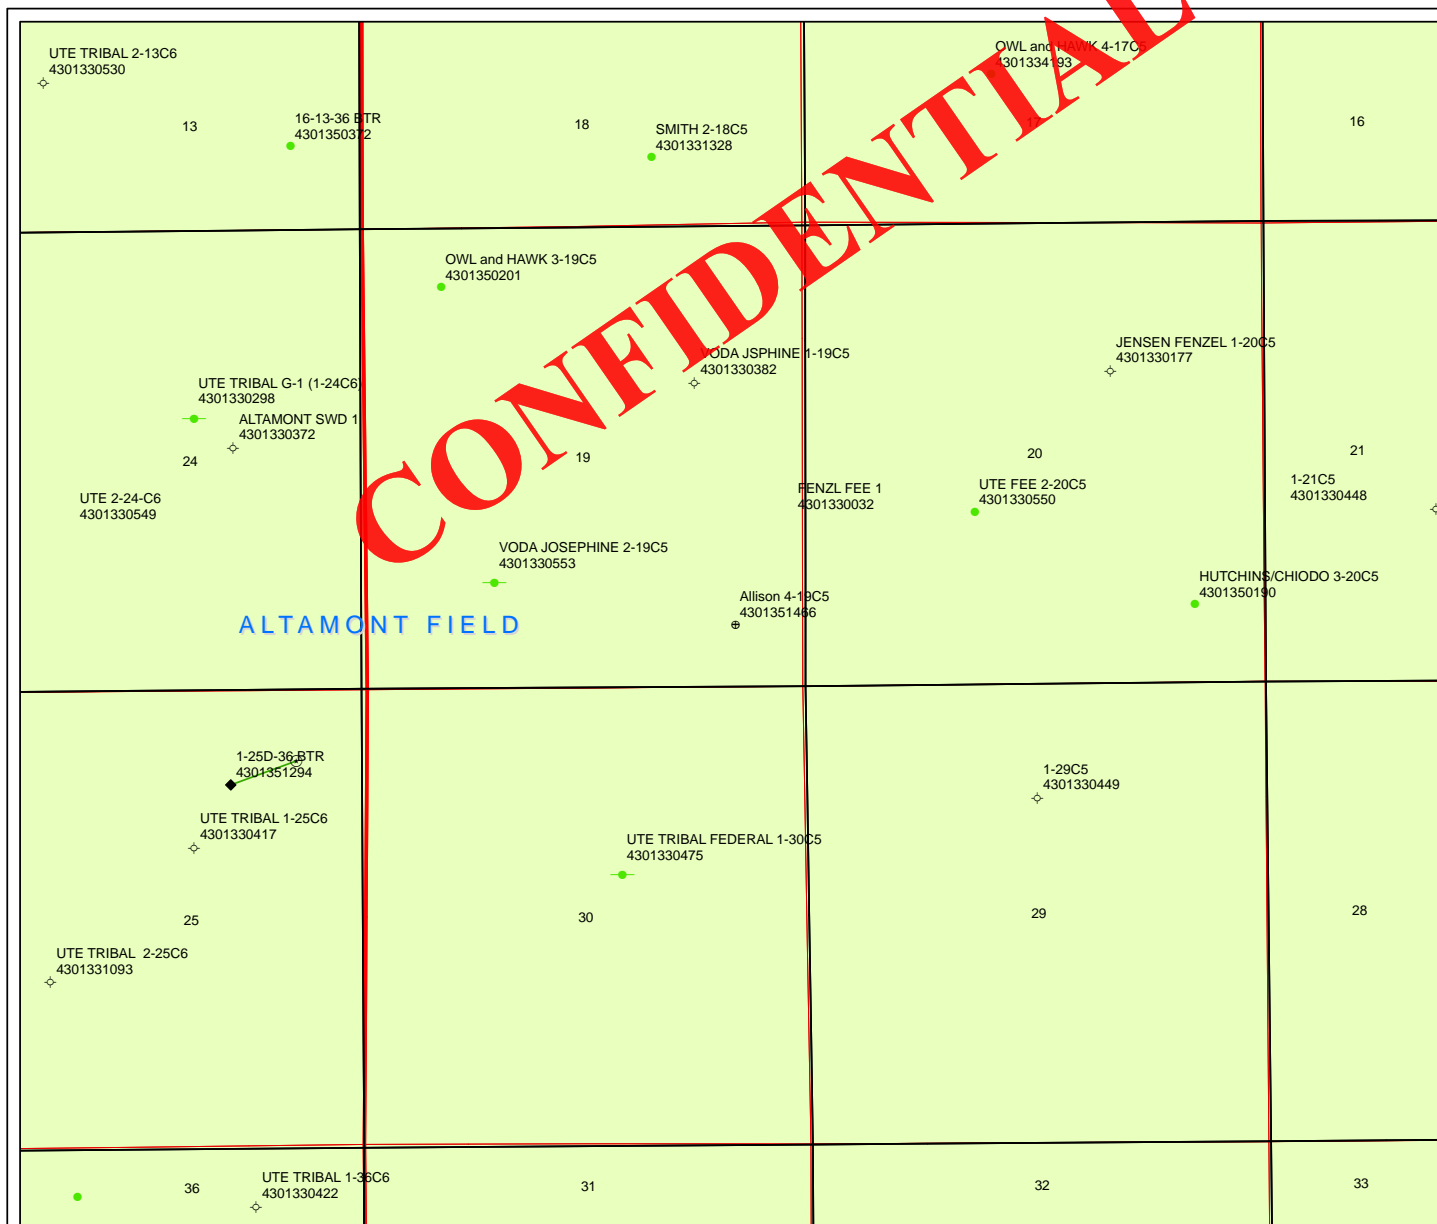 UTE TRIBAL 2-13C6
4301330530
13
16-13-36 BTR
4301350372
18
SMITH 2-18C5
4301331328
OWL and HAWK 4-17C5
4301334193
17
16
CONFIDENTIAL
OWL and HAWK 3-19C5
4301350201
VODA JSPHINE 1-19C5
4301330382
JENSEN FENZEL 1-20C5
4301330177
UTE TRIBAL G-1 (1-24C6)
4301330298
ALTAMONT SWD 1
4301330372
24
19
20
21
UTE 2-24-C6
4301330549
FENZL FEE 1
4301330032
UTE FEE 2-20C5
4301330550
1-21C5
4301330448
VODA JOSEPHINE 2-19C5
4301330553
Allison 4-19C5
4301351466
HUTCHINS/CHIODO 3-20C5
4301350190
ALTAMONT FIELD
1-25D-36 BTR
4301351294
1-29C5
4301330449
UTE TRIBAL 1-25C6
4301330417
UTE TRIBAL FEDERAL 1-30C5
4301330475
25
30
29
28
UTE TRIBAL  2-25C6
4301331093
36
UTE TRIBAL 1-36C6
4301330422
31
32
33